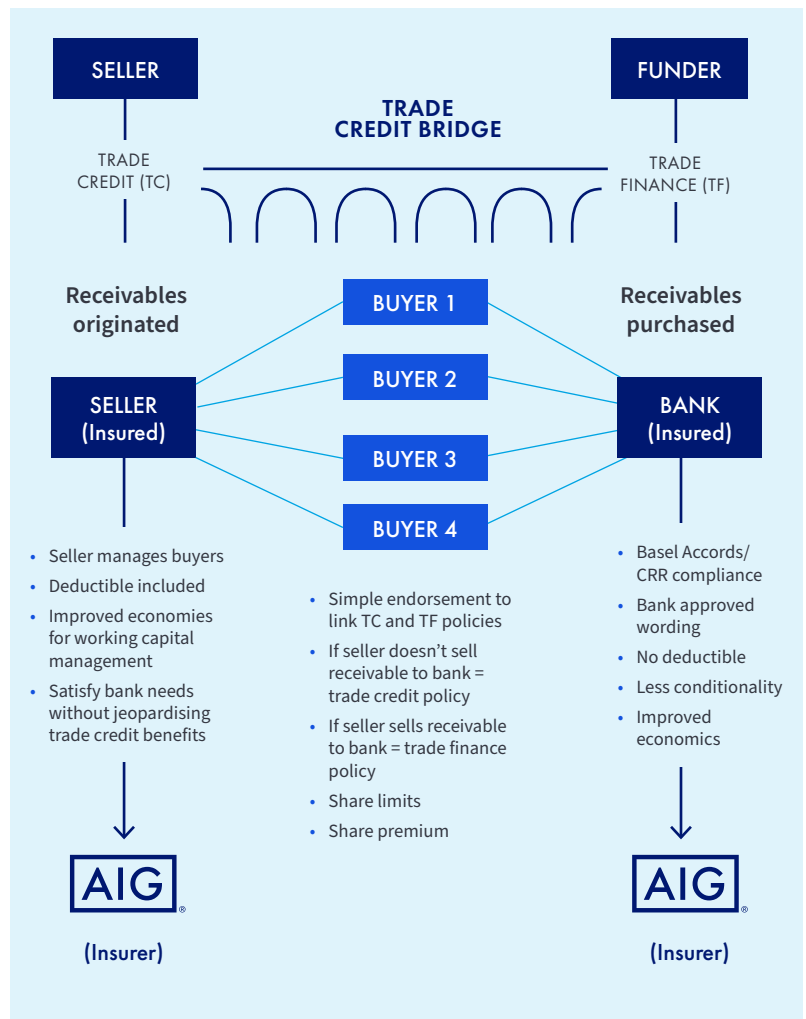 SELLER
FUNDER
TRADE
CREDIT BRIDGE
TRADE
CREDIT (TC)
TRADE
FINANCE (TF)
Receivables
originated
Receivables
purchased
BUYER 1
BUYER 2
BUYER 3
BUYER 4
SELLER
(Insured)
BANK
(Insured)
• Seller manages buyers
• Deductible included
• Improved economies
for working capital
management
• Satisfy bank needs
without jeopardising
trade credit benefits
• Simple endorsement to
link TC and TF policies
• If seller doesn’t sell
receivable to bank =
trade credit policy
• If seller sells receivable
to bank = trade finance
policy
• Share limits
• Share premium
• Basel Accords/
CRR compliance
• Bank approved
wording
• No deductible
• Less conditionality
• Improved
economics
AIG®
(Insurer)
AIG®
(Insurer)